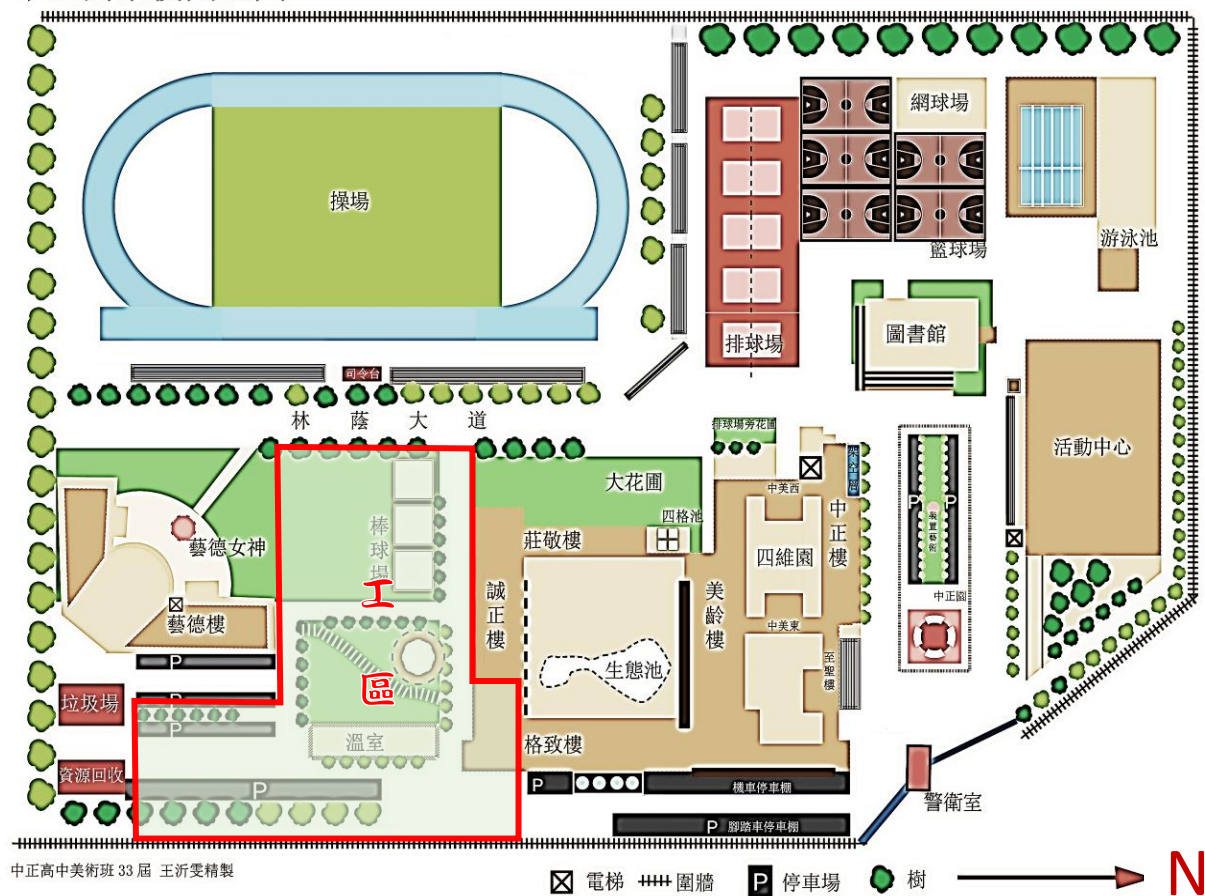 網球場
操場
游泳池
籃球場
圖書館
排球場
司令台
林蔭大道
排球場旁花圃
活動中心
大花圃
中美西
四格池
中正樓
P
P
裝置藝術
棒球場
藝德女神
莊敬樓
四維園
誠正樓
美齡樓
工
中正園
藝德樓
中美東
P
生態池
至聖樓
區
垃圾場
P
P
溫室
格致樓
資源回收
P
P
機車停車棚
警衛室
P 腳踏車停車棚
中正高中美術班 33 屆 王沂雯精製
電梯
圍牆
P 停車場
樹
N